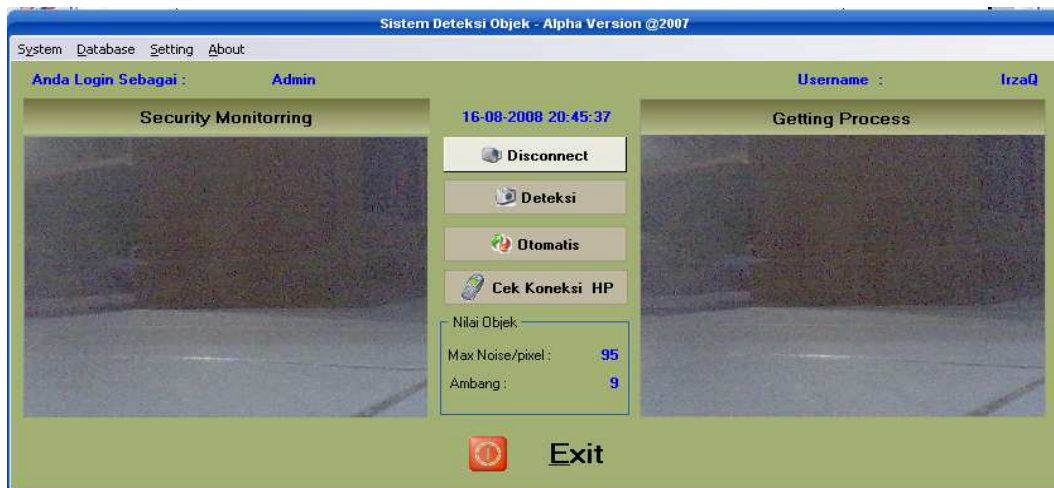 Sistem Deteksi Objek - Alpha Version @2007
System Database Setting About
Anda Login Sebagai : Admin Username : IrzaQ
Security Monitorring 16-08-2008 20:45:37 Getting Process
Disconnect
Deteksi
Otomatis
Cek Koneksi HP
Nilai Objek
Max Noise/pixel : 95
Ambang : 9
Exit